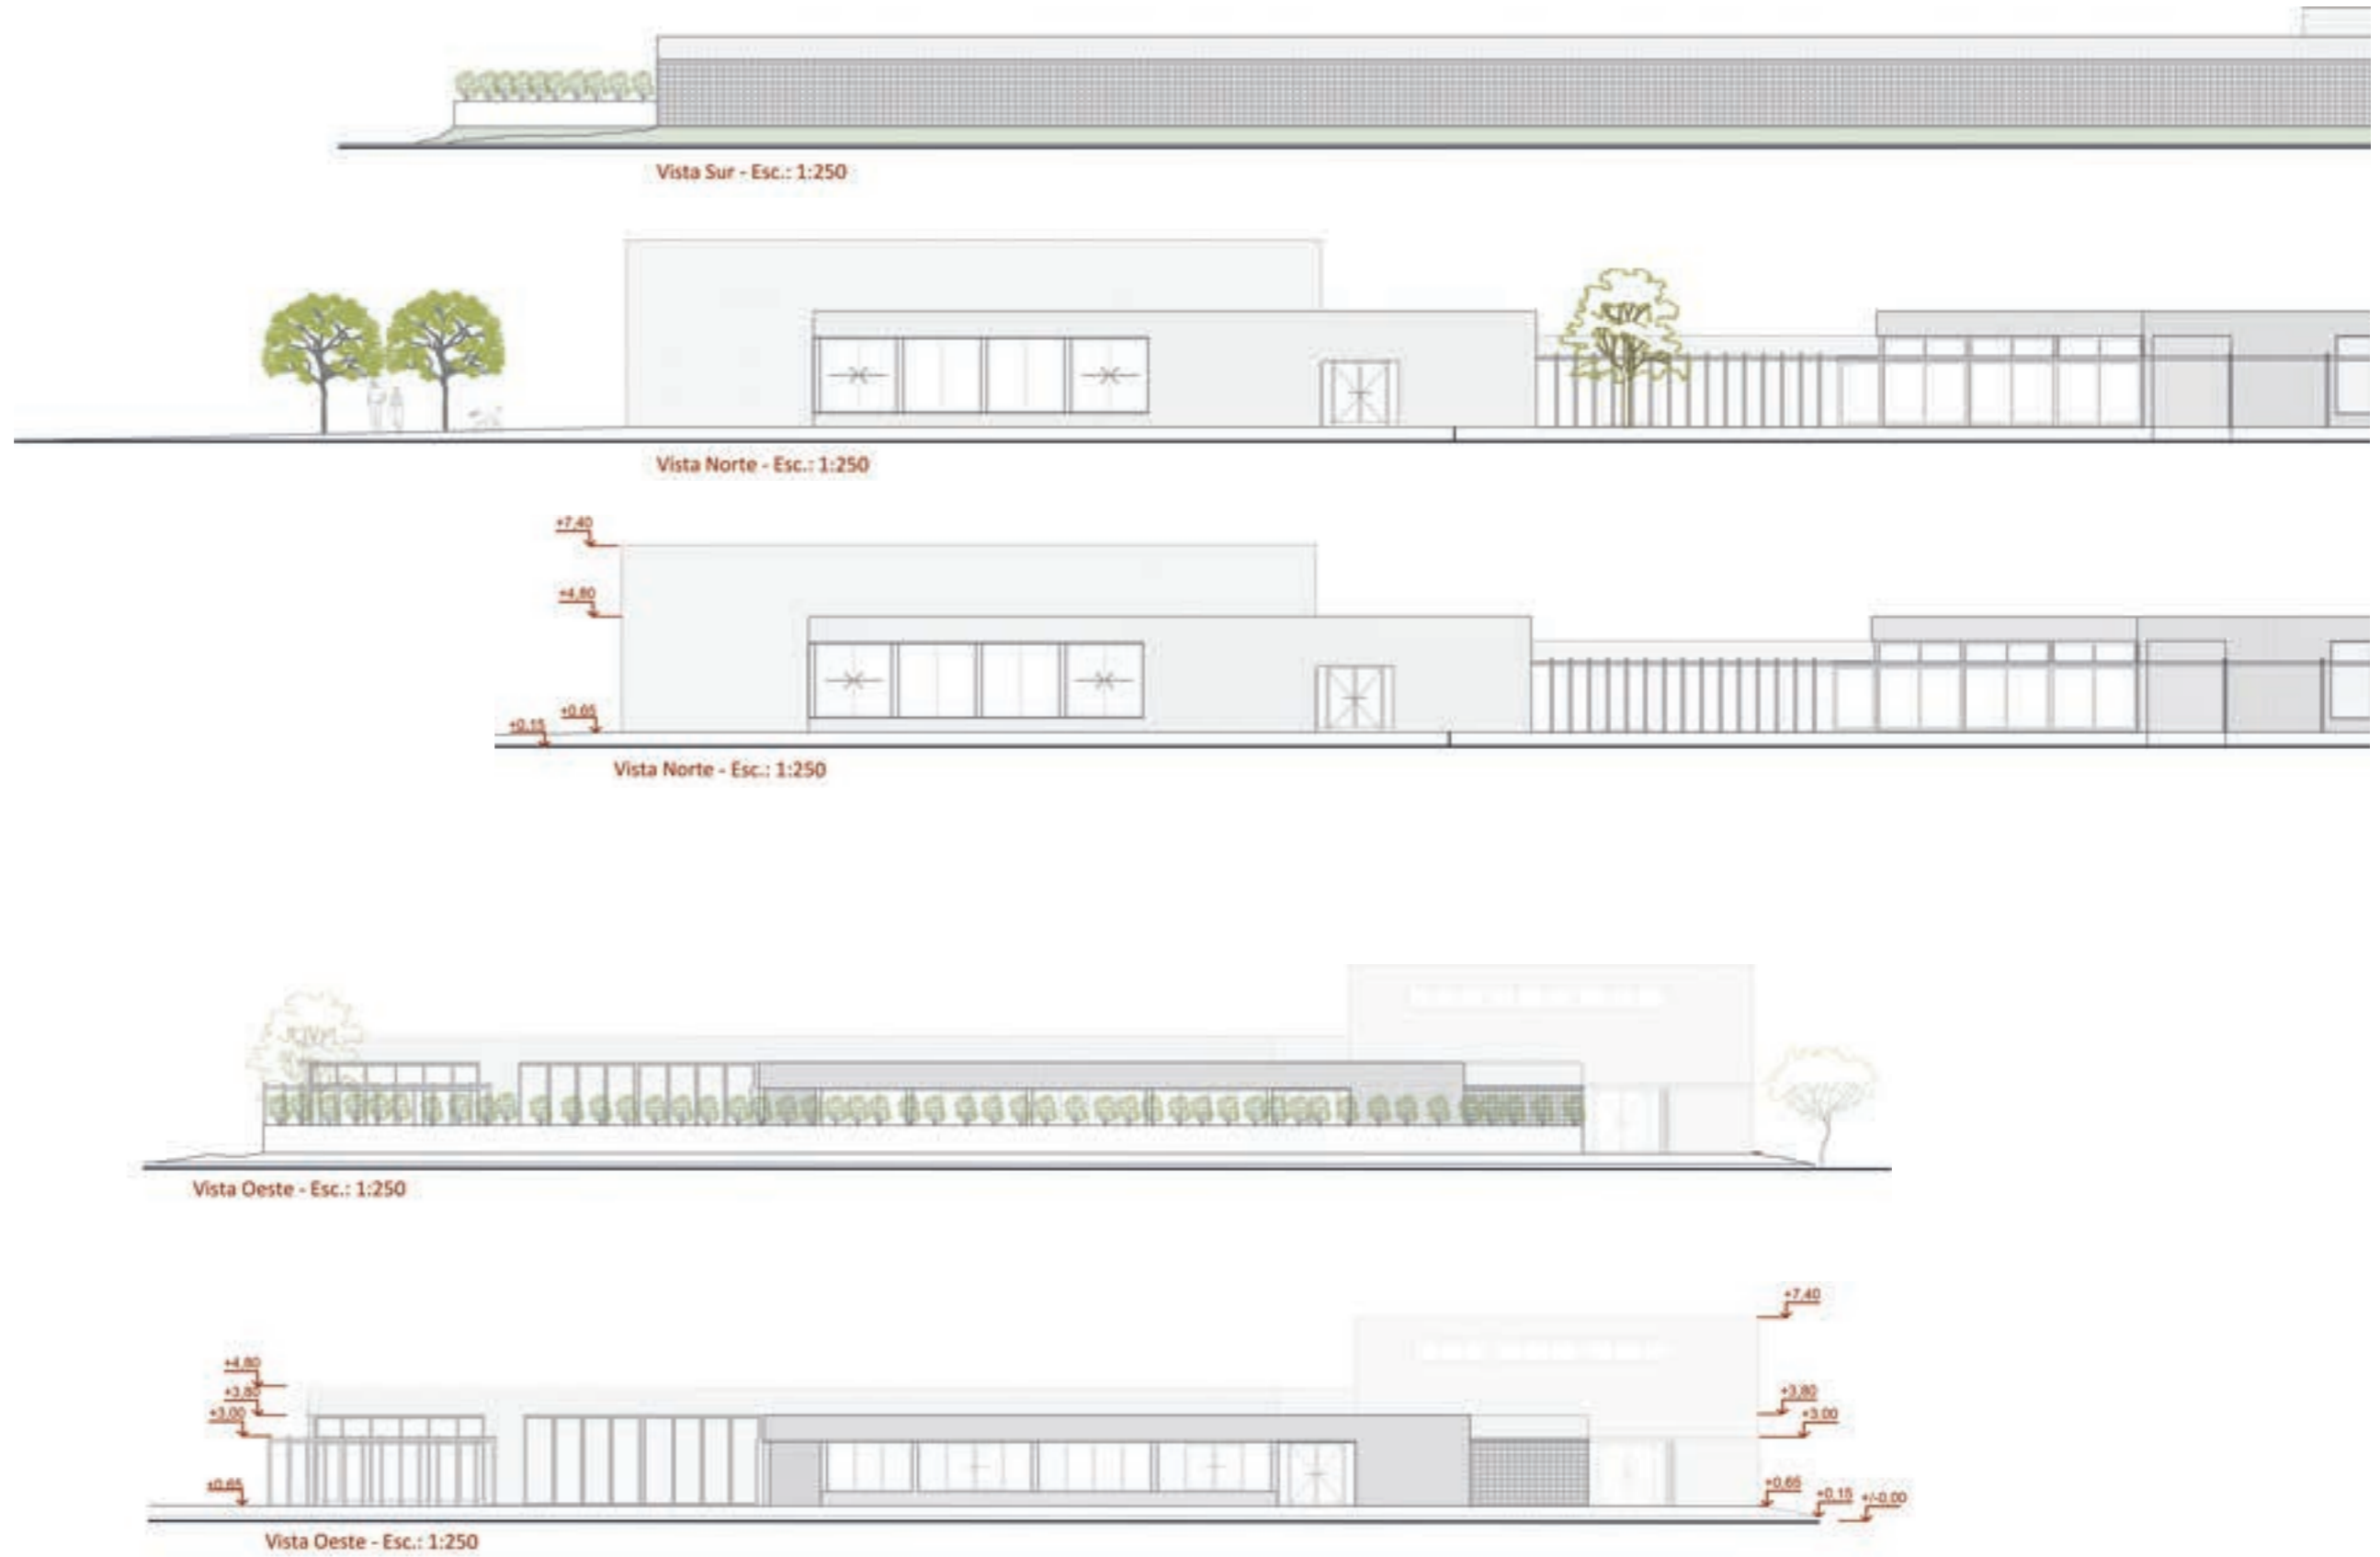 Vista Sur - Esc.: 1:250
Vista Norte - Esc.: 1:250
+7,40
+4,80
+0,65
+0,15
Vista Norte - Esc.: 1:250
Vista Oeste - Esc.: 1:250
+7,40
+4,80
+3,80
+3,80
+3,00
+3,00
+0,65
+0,65
+0,15
+/-0,00
Vista Oeste - Esc.: 1:250